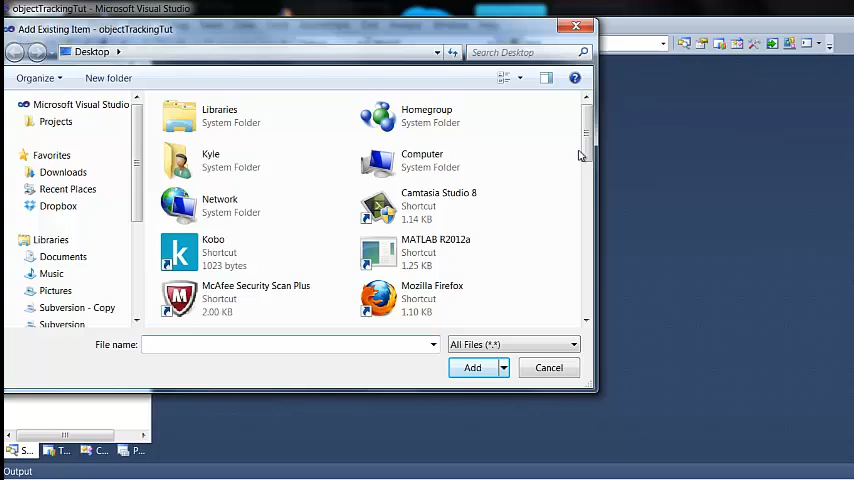 objectTrackingTut - Microsoft Visual Studio
Add Existing Item - objectTrackingTut
Desktop
Search Desktop
Organize
New folder
Microsoft Visual Studio
Projects
Favorites
Downloads
Recent Places
Dropbox
Libraries
Documents
Music
Pictures
Subversion - Copy
Subversion
Libraries
System Folder
Homegroup
System Folder
Kyle
System Folder
Computer
System Folder
Network
System Folder
Camtasia Studio 8
Shortcut
1.14 KB
k
Kobo
Shortcut
1023 bytes
MATLAB R2012a
Shortcut
1.25 KB
McAfee Security Scan Plus
Shortcut
2.00 KB
Mozilla Firefox
Shortcut
1.10 KB
File name:
All Files (*.*)
Add
Cancel
S...
T...
C...
P...
Output